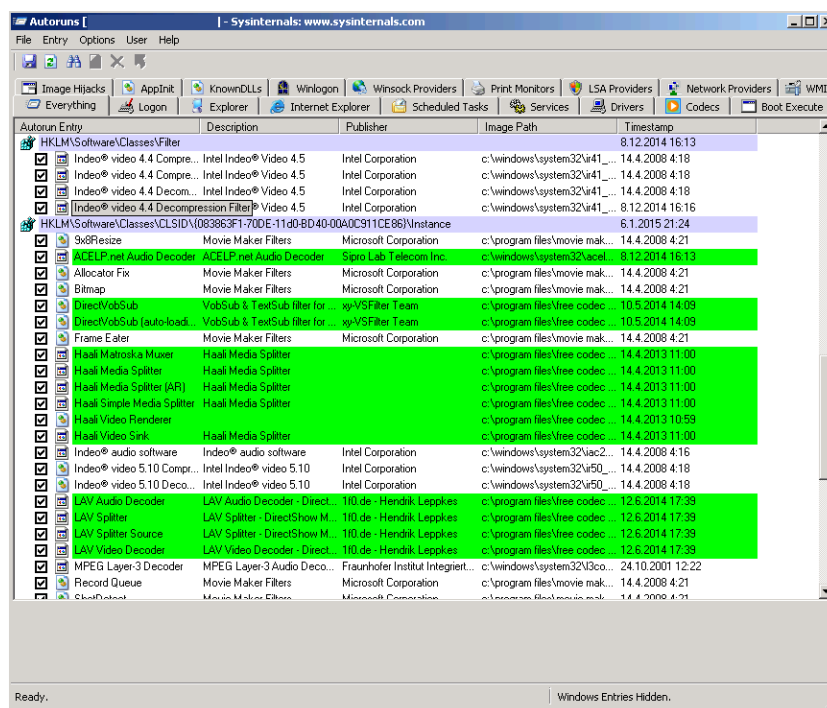 Autoruns [ ] - Sysinternals: www.sysinternals.com
File Entry Options User Help
Image Hijacks AppInit KnownDLLs Winlogon Winsock Providers Print Monitors LSA Providers Network Providers WMI
Everything Logon Explorer Internet Explorer Scheduled Tasks Services Drivers Codecs Boot Execute
Autorun Entry Description Publisher Image Path Timestamp
HKLM\Software\Classes\Filter 8.12.2014 16:13
Indeo® video 4.4 Compre... Intel Indeo® Video 4.5 Intel Corporation c:\windows\system32\ir41_... 14.4.2008 4:18
Indeo® video 4.4 Compre... Intel Indeo® Video 4.5 Intel Corporation c:\windows\system32\ir41_... 14.4.2008 4:18
Indeo® video 4.4 Decom... Intel Indeo® Video 4.5 Intel Corporation c:\windows\system32\ir41_... 14.4.2008 4:18
Indeo® video 4.4 Decompression Filter ® Video 4.5 Intel Corporation c:\windows\system32\ir41_... 8.12.2014 16:16
HKLM\Software\Classes\CLSID\{083863F1-70DE-11d0-BD40-00A0C911CE86}\Instance 6.1.2015 21:24
9x8Resize Movie Maker Filters Microsoft Corporation c:\program files\movie mak... 14.4.2008 4:21
ACELP.net Audio Decoder ACELP.net Audio Decoder Sipro Lab Telecom Inc. c:\windows\system32\acel... 8.12.2014 16:13
Allocator Fix Movie Maker Filters Microsoft Corporation c:\program files\movie mak... 14.4.2008 4:21
Bitmap Movie Maker Filters Microsoft Corporation c:\program files\movie mak... 14.4.2008 4:21
DirectVobSub VobSub & TextSub filter for ... xy-VSFilter Team c:\program files\free codec ... 10.5.2014 14:09
DirectVobSub (auto-loadi... VobSub & TextSub filter for ... xy-VSFilter Team c:\program files\free codec ... 10.5.2014 14:09
Frame Eater Movie Maker Filters Microsoft Corporation c:\program files\movie mak... 14.4.2008 4:21
Haali Matroska Muxer Haali Media Splitter c:\program files\free codec ... 14.4.2013 11:00
Haali Media Splitter Haali Media Splitter c:\program files\free codec ... 14.4.2013 11:00
Haali Media Splitter (AR) Haali Media Splitter c:\program files\free codec ... 14.4.2013 11:00
Haali Simple Media Splitter Haali Media Splitter c:\program files\free codec ... 14.4.2013 11:00
Haali Video Renderer c:\program files\free codec ... 14.4.2013 10:59
Haali Video Sink Haali Media Splitter c:\program files\free codec ... 14.4.2013 11:00
Indeo® audio software Indeo® audio software Intel Corporation c:\windows\system32\iac2... 14.4.2008 4:16
Indeo® video 5.10 Compr... Intel Indeo® video 5.10 Intel Corporation c:\windows\system32\ir50_... 14.4.2008 4:18
Indeo® video 5.10 Deco... Intel Indeo® video 5.10 Intel Corporation c:\windows\system32\ir50_... 14.4.2008 4:18
LAV Audio Decoder LAV Audio Decoder - Direct... 1f0.de - Hendrik Leppkes c:\program files\free codec ... 12.6.2014 17:39
LAV Splitter LAV Splitter - DirectShow M... 1f0.de - Hendrik Leppkes c:\program files\free codec ... 12.6.2014 17:39
LAV Splitter Source LAV Splitter - DirectShow M... 1f0.de - Hendrik Leppkes c:\program files\free codec ... 12.6.2014 17:39
LAV Video Decoder LAV Video Decoder - Direct... 1f0.de - Hendrik Leppkes c:\program files\free codec ... 12.6.2014 17:39
MPEG Layer-3 Decoder MPEG Layer-3 Audio Deco... Fraunhofer Institut Integriert... c:\windows\system32\l3co... 24.10.2001 12:22
Record Queue Movie Maker Filters Microsoft Corporation c:\program files\movie mak... 14.4.2008 4:21
ShotDetect Movie Maker Filters Microsoft Corporation c:\program files\movie mak... 14.4.2008 4:21
Ready. Windows Entries Hidden.